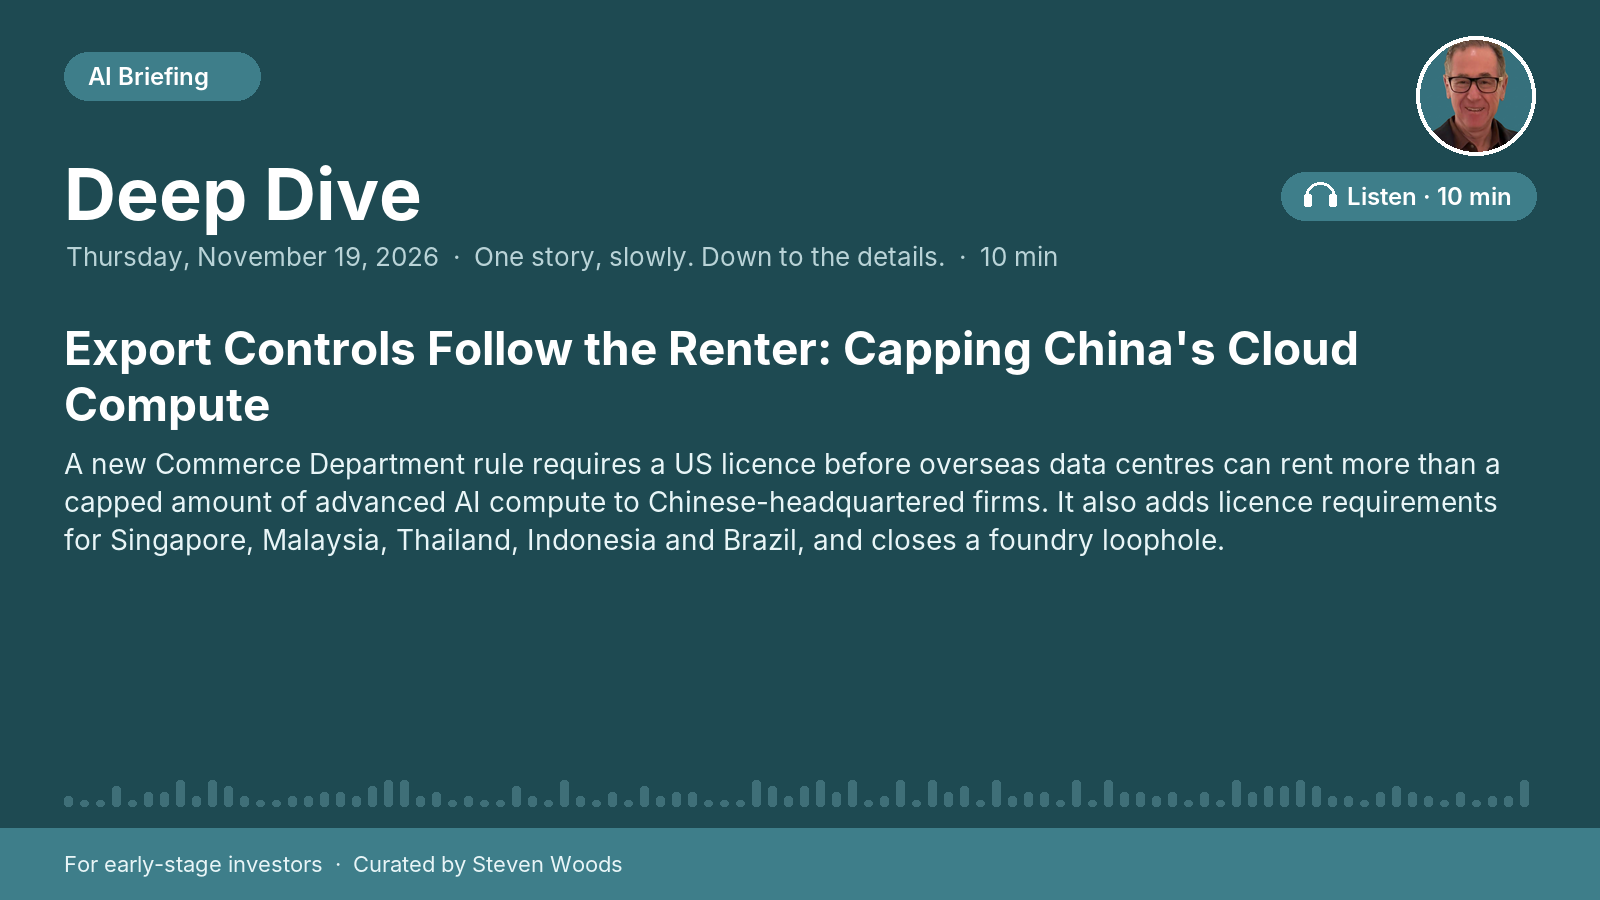 AI Briefing
Deep Dive
Listen · 10 min
Thursday, November 19, 2026 · One story, slowly. Down to the details. · 10 min
Export Controls Follow the Renter: Capping China's Cloud
Compute
A new Commerce Department rule requires a US licence before overseas data centres can rent more than a
capped amount of advanced AI compute to Chinese-headquartered firms. It also adds licence requirements
for Singapore, Malaysia, Thailand, Indonesia and Brazil, and closes a foundry loophole.
For early-stage investors · Curated by Steven Woods